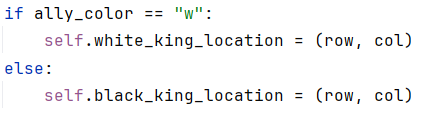 if ally_color == "w":
    self.white_king_location = (row, col)
else:
    self.black_king_location = (row, col)